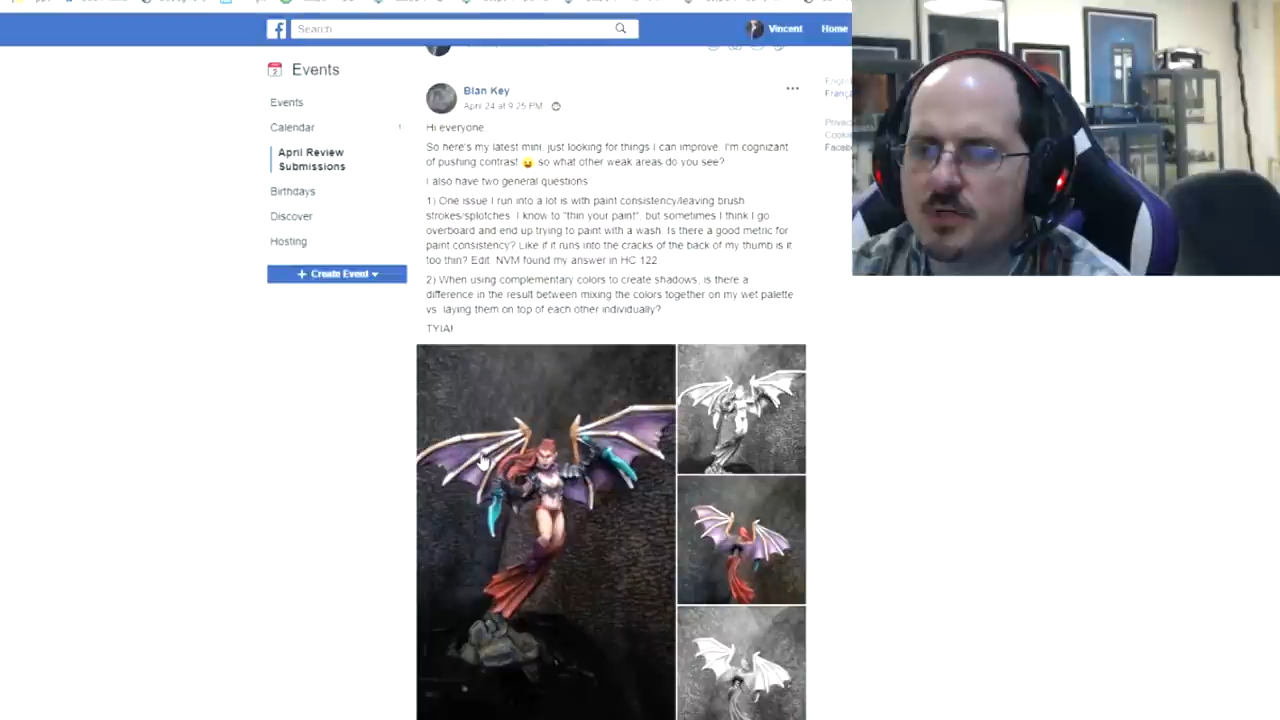 Search
Vincent
Home
Events
Events
Calendar
1
April Review
Submissions
Birthdays
Discover
Hosting
+ Create Event
Blan Key
April 24 at 9:25 PM
Hi everyone
So here's my latest mini, just looking for things I can improve. I'm cognizant
of pushing contrast 😛 so what other weak areas do you see?
I also have two general questions
1) One issue I run into a lot is with paint consistency/leaving brush
strokes/splotches. I know to "thin your paint", but sometimes I think I go
overboard and end up trying to paint with a wash. Is there a good metric for
paint consistency? Like if it runs into the cracks of the back of my thumb is it
too thin? Edit: NVM found my answer in HC 122
2) When using complementary colors to create shadows, is there a
difference in the result between mixing the colors together on my wet palette
vs. laying them on top of each other individually?
TYIA!
Françа
Privac
Cooki
Faceb